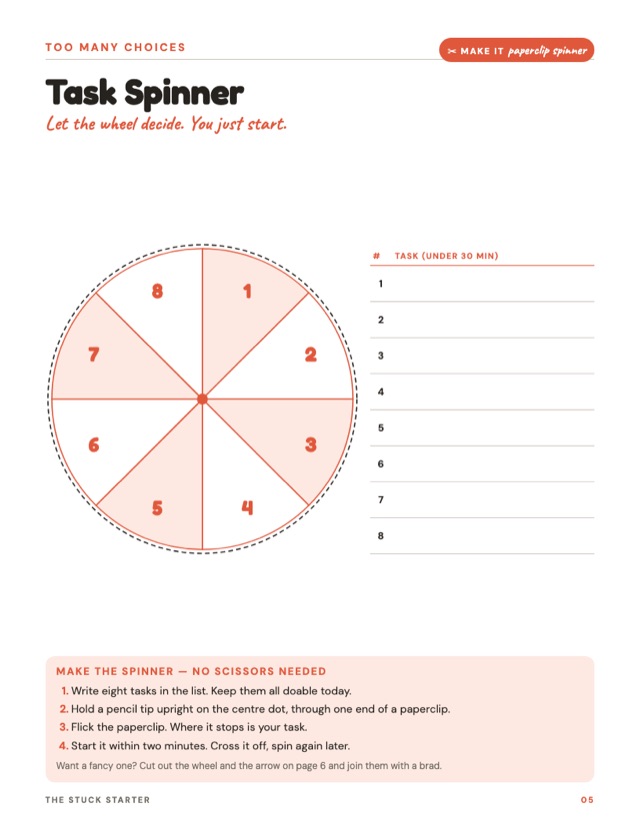 TOO MANY CHOICES
✂ MAKE IT paperclip spinner
Task Spinner
Let the wheel decide. You just start.
8 1
7 2
6 3
5 4
# TASK (UNDER 30 MIN)
1
2
3
4
5
6
7
8
MAKE THE SPINNER — NO SCISSORS NEEDED
1. Write eight tasks in the list. Keep them all doable today.
2. Hold a pencil tip upright on the centre dot, through one end of a paperclip.
3. Flick the paperclip. Where it stops is your task.
4. Start it within two minutes. Cross it off, spin again later.
Want a fancy one? Cut out the wheel and the arrow on page 6 and join them with a brad.
THE STUCK STARTER
05